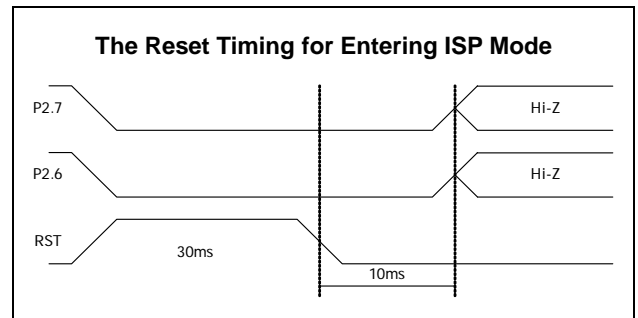 The Reset Timing for Entering ISP Mode
P2.7
Hi-Z
P2.6
Hi-Z
RST
30ms
10ms